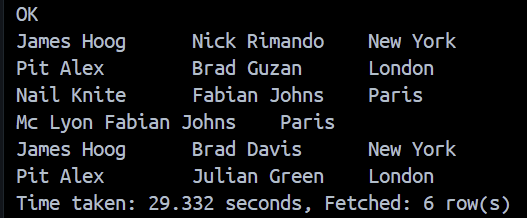 OK
James Hoog Nick Rimando New York
Pit Alex Brad Guzan London
Nail Knite Fabian Johns Paris
Mc Lyon Fabian Johns Paris
James Hoog Brad Davis New York
Pit Alex Julian Green London
Time taken: 29.332 seconds, Fetched: 6 row(s)